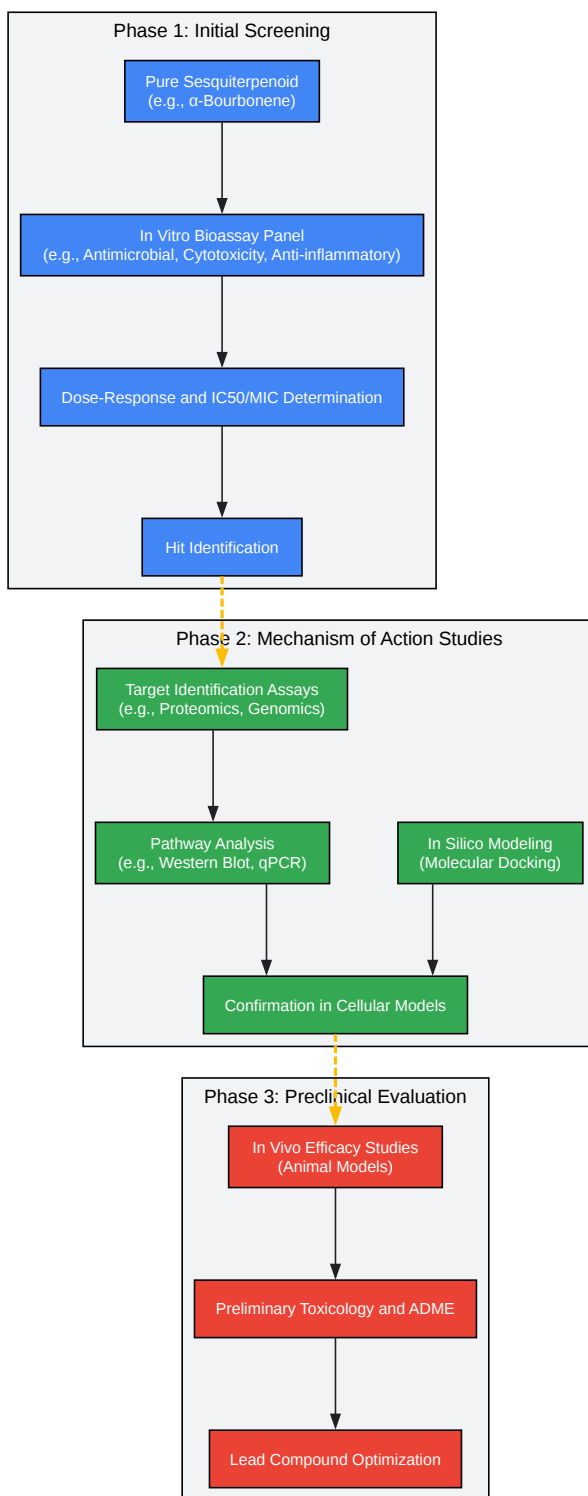 Phase 1: Initial Screening
Pure Sesquiterpenoid
(e.g., α-Bourbonene)
In Vitro Bioassay Panel
(e.g., Antimicrobial, Cytotoxicity, Anti-inflammatory)
Dose-Response and IC50/MIC Determination
Hit Identification
Phase 2: Mechanism of Action Studies
Target Identification Assays
(e.g., Proteomics, Genomics)
Pathway Analysis
(e.g., Western Blot, qPCR)
In Silico Modeling
(Molecular Docking)
Confirmation in Cellular Models
Phase 3: Preclinical Evaluation
In Vivo Efficacy Studies
(Animal Models)
Preliminary Toxicology and ADME
Lead Compound Optimization